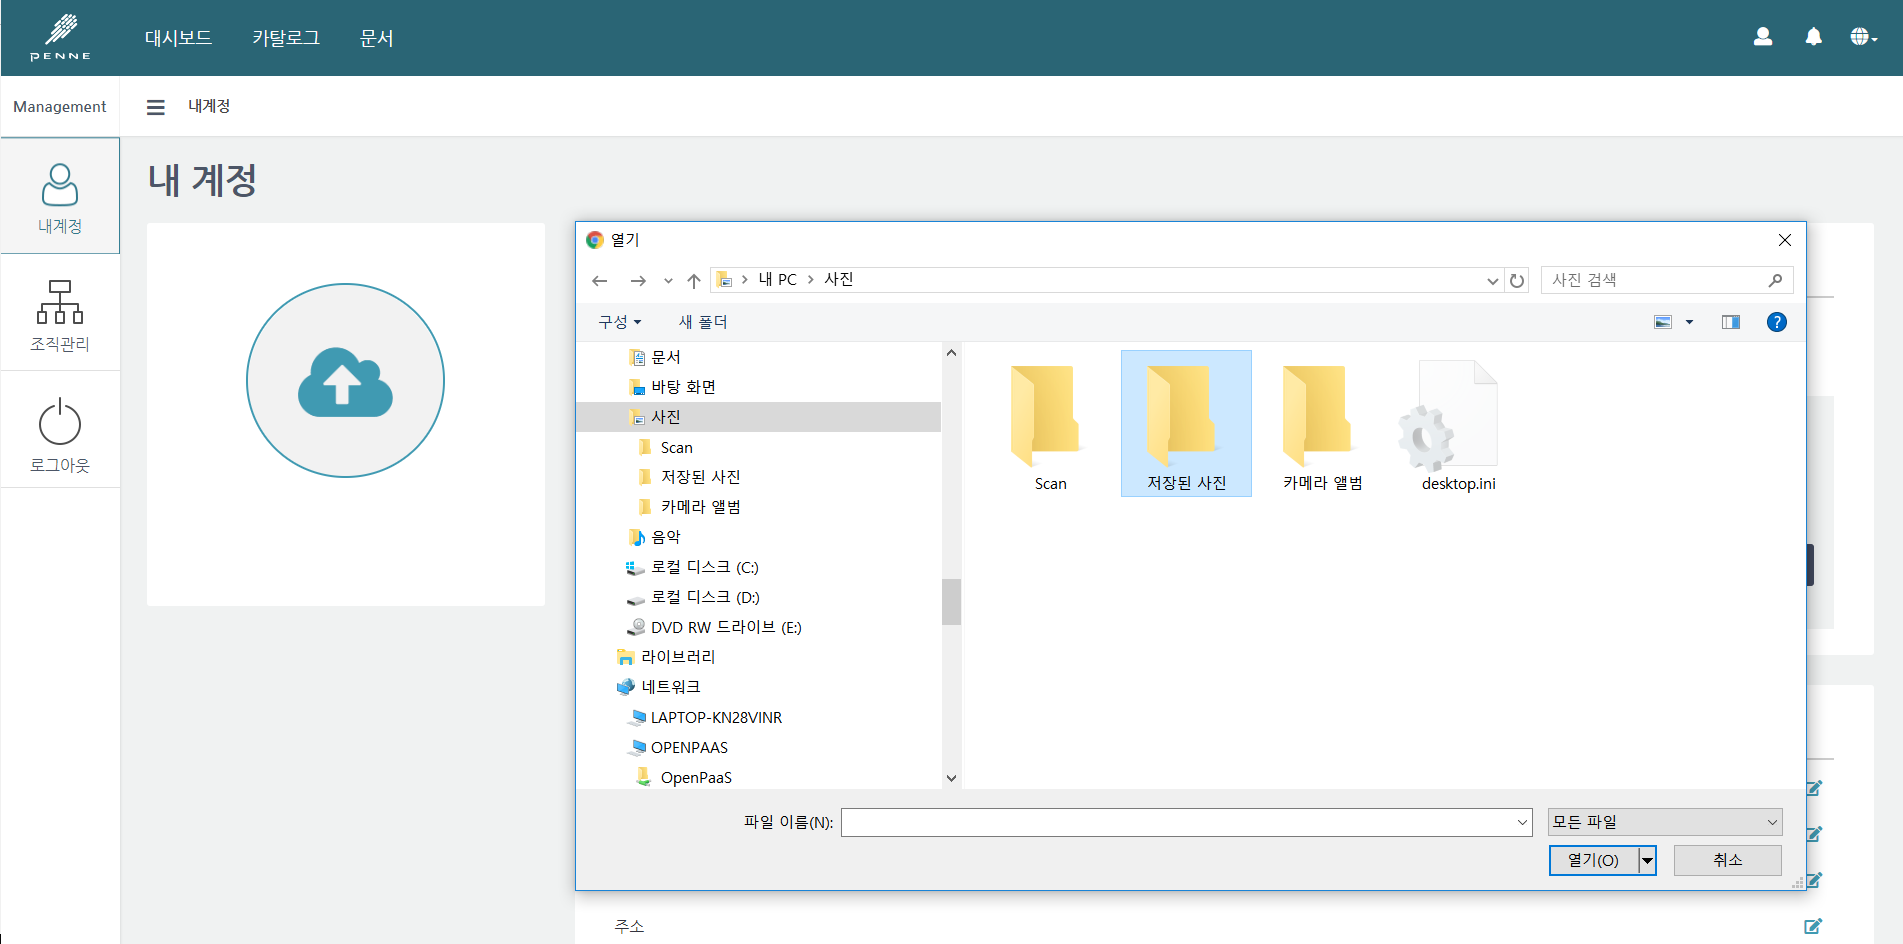 PENNE
대시보드 카탈로그 문서
Management
내계정
내계정
조직관리
로그아웃
내 계정
열기
내 PC 사진
사진 검색
구성 새 폴더
문서
바탕 화면
사진
Scan
저장된 사진
카메라 앨범
음악
로컬 디스크 (C:)
로컬 디스크 (D:)
DVD RW 드라이브 (E:)
라이브러리
네트워크
LAPTOP-KN28VINR
OPENPAAS
OpenPaaS
Scan
저장된 사진
카메라 앨범
desktop.ini
파일 이름(N):
모든 파일
열기(O)
취소
주소